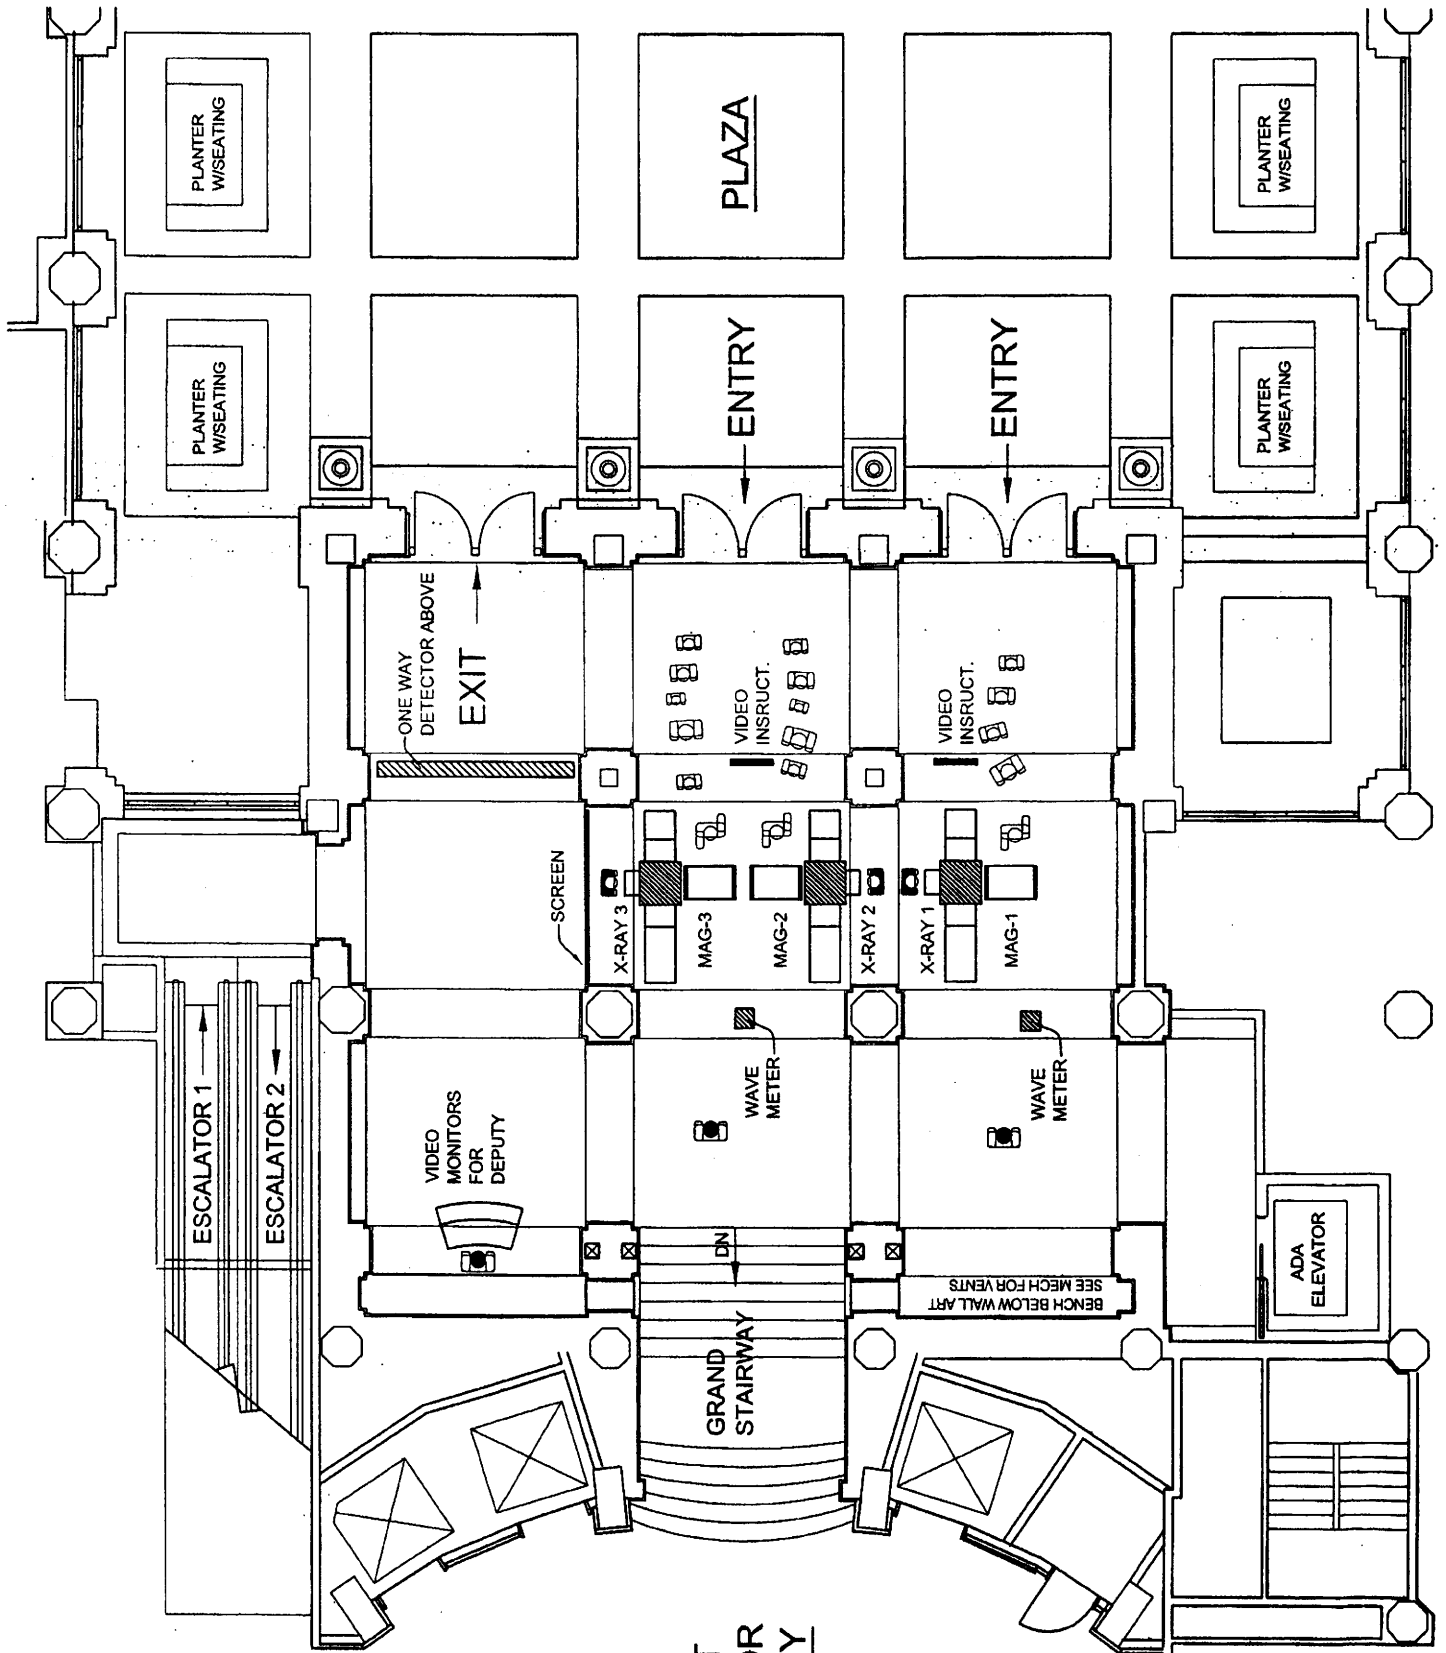 PLANTER
W/SEATING
PLANTER
W/SEATING
PLAZA
PLANTER
W/SEATING
PLANTER
W/SEATING
ENTRY
ENTRY
ONE WAY
DETECTOR ABOVE
EXIT
VIDEO
INSRUCT.
VIDEO
INSRUCT.
SCREEN
X-RAY 3
MAG-3
MAG-2
X-RAY 2
X-RAY 1
MAG-1
ESCALATOR 1
ESCALATOR 2
VIDEO
MONITORS
FOR
DEPUTY
WAVE
METER
WAVE
METER
DN
GRAND
STAIRWAY
BENCH BELOW WALL ART
SEE MECH FOR VENTS
ADA
ELEVATOR